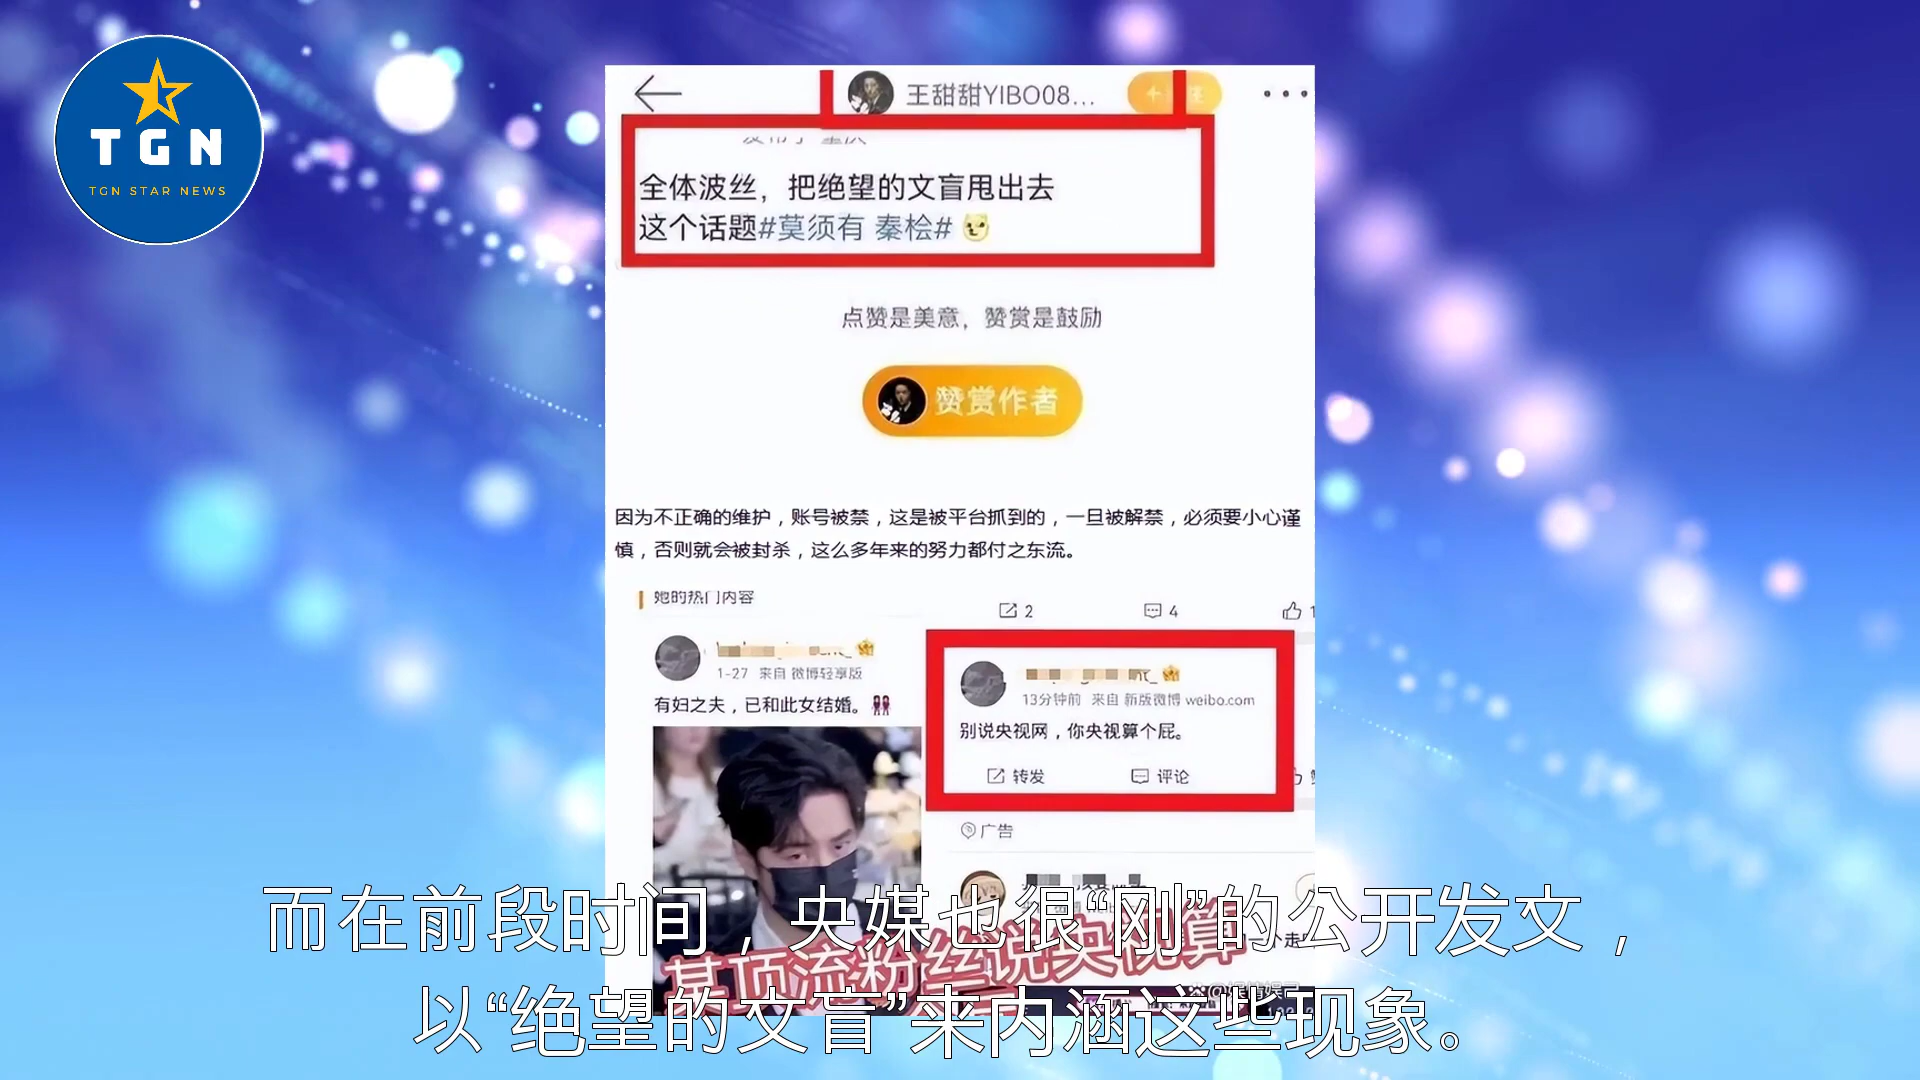 TGN
TGN STAR NEWS
王甜甜YIBO08...
全体波丝，把绝望的文盲甩出去
这个话题#莫须有 秦桧#
点赞是美意，赞赏是鼓励
赞赏作者
因为不正确的维护，账号被禁，这是被平台抓到的，一旦被解禁，必须要小心谨
慎，否则就会被封杀，这么多年来的努力都付之东流。
她的热门内容
2
4
1-27 来自 微博轻享版
有妇之夫，已和此女结婚。
13分钟前 来自 新版微博 weibo.com
别说央视网，你央视算个屁。
转发
评论
广告
某顶流粉丝说央视算
而在前段时间，央媒也很“刚”的公开发文，
以“绝望的文盲”来内涵这些现象。